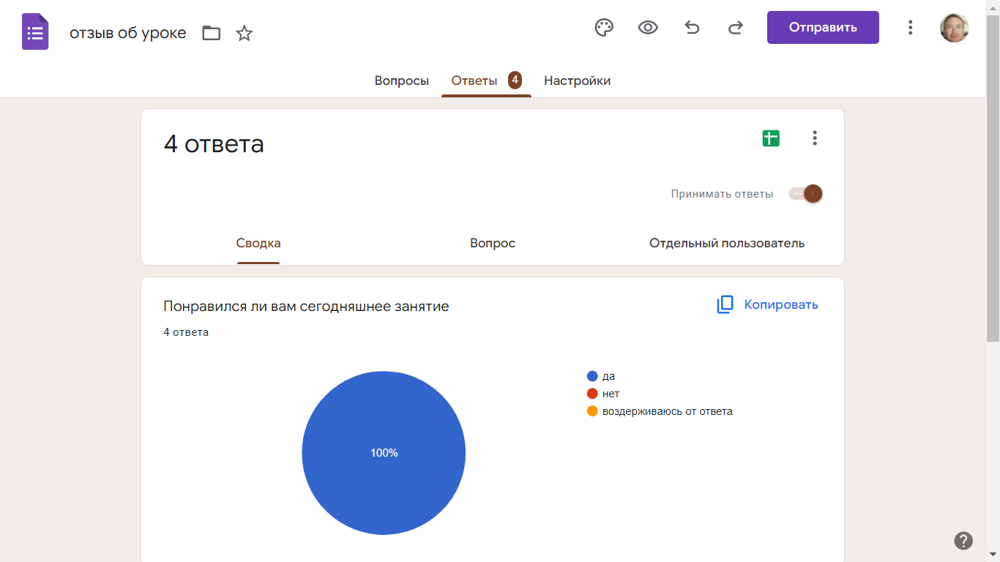 отзыв об уроке
Отправить
Вопросы Ответы 4 Настройки
4 ответа
Принимать ответы
Сводка Вопрос Отдельный пользователь
Понравился ли вам сегодняшнее занятие
Копировать
4 ответа
да
нет
воздерживаюсь от ответа
100%